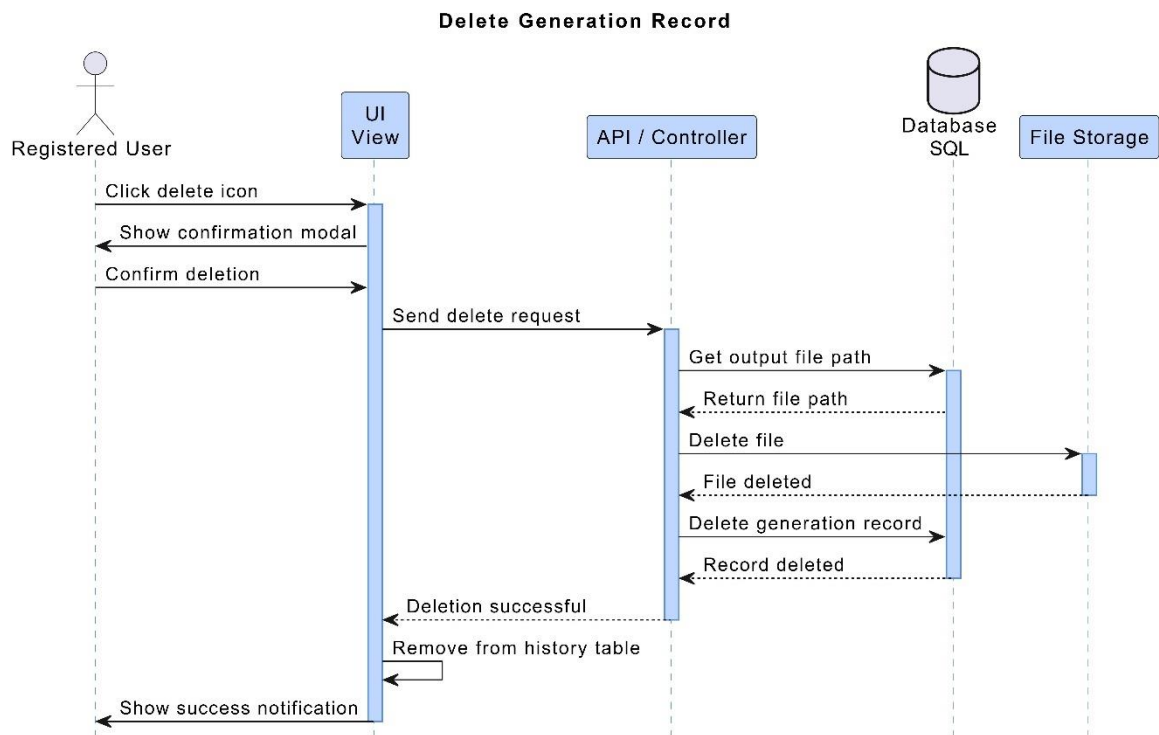 Delete Generation Record
Registered User
UI
View
API / Controller
Database
SQL
File Storage
Click delete icon
Show confirmation modal
Confirm deletion
Send delete request
Get output file path
Return file path
Delete file
File deleted
Delete generation record
Record deleted
Deletion successful
Remove from history table
Show success notification